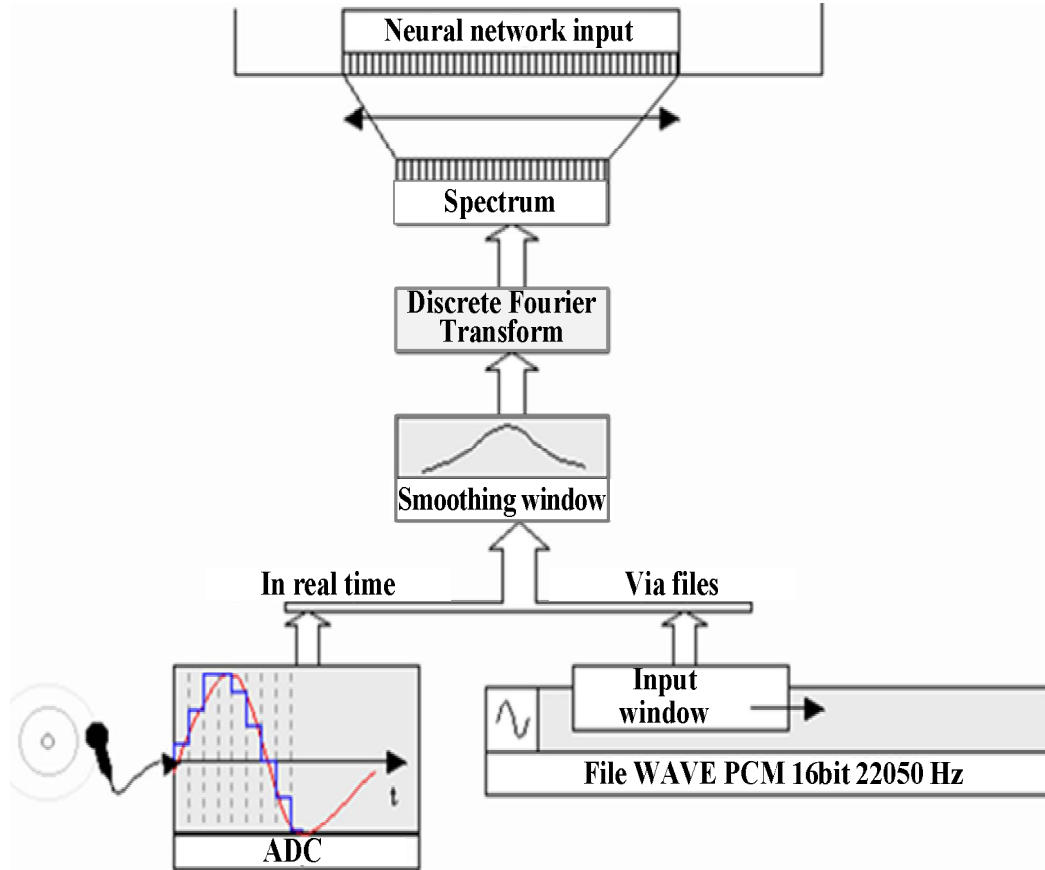 Neural network input
Spectrum
Discrete Fourier
Transform
Smoothing window
In real time
Via files
Input
window
t
File WAVE PCM 16bit 22050 Hz
ADC